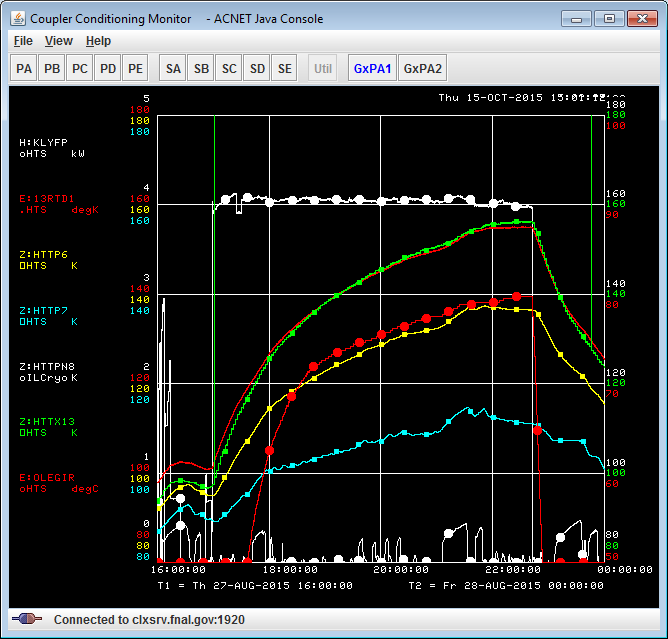 Coupler Conditioning Monitor - ACNET Java Console
File View Help
PA PB PC PD PE SA SB SC SD SE Util GxPA1 GxPA2
Thu 15-OCT-2015
H:KLYFP
oHTS kW
E:13RTD1
.HTS degK
Z:HTTP6
HTS K
Z:HTTP7
HTS K
Z:HTTPN8
oILCryo K
Z:HTTX13
HTS K
E:OLEGIR
oHTS degC
5
180
180
180
4
160
160
160
3
140
140
140
2
120
120
120
1
100
100
100
0
80
80
80
180
180
100
160
160
90
140
140
80
120
120
70
100
100
60
80
80
50
16:00:00 18:00:00 20:00:00 22:00:00 00:00:00
T1 = Th 27-AUG-2015 16:00:00 T2 = Fr 28-AUG-2015 00:00:00
Connected to clxsrv.fnal.gov:1920